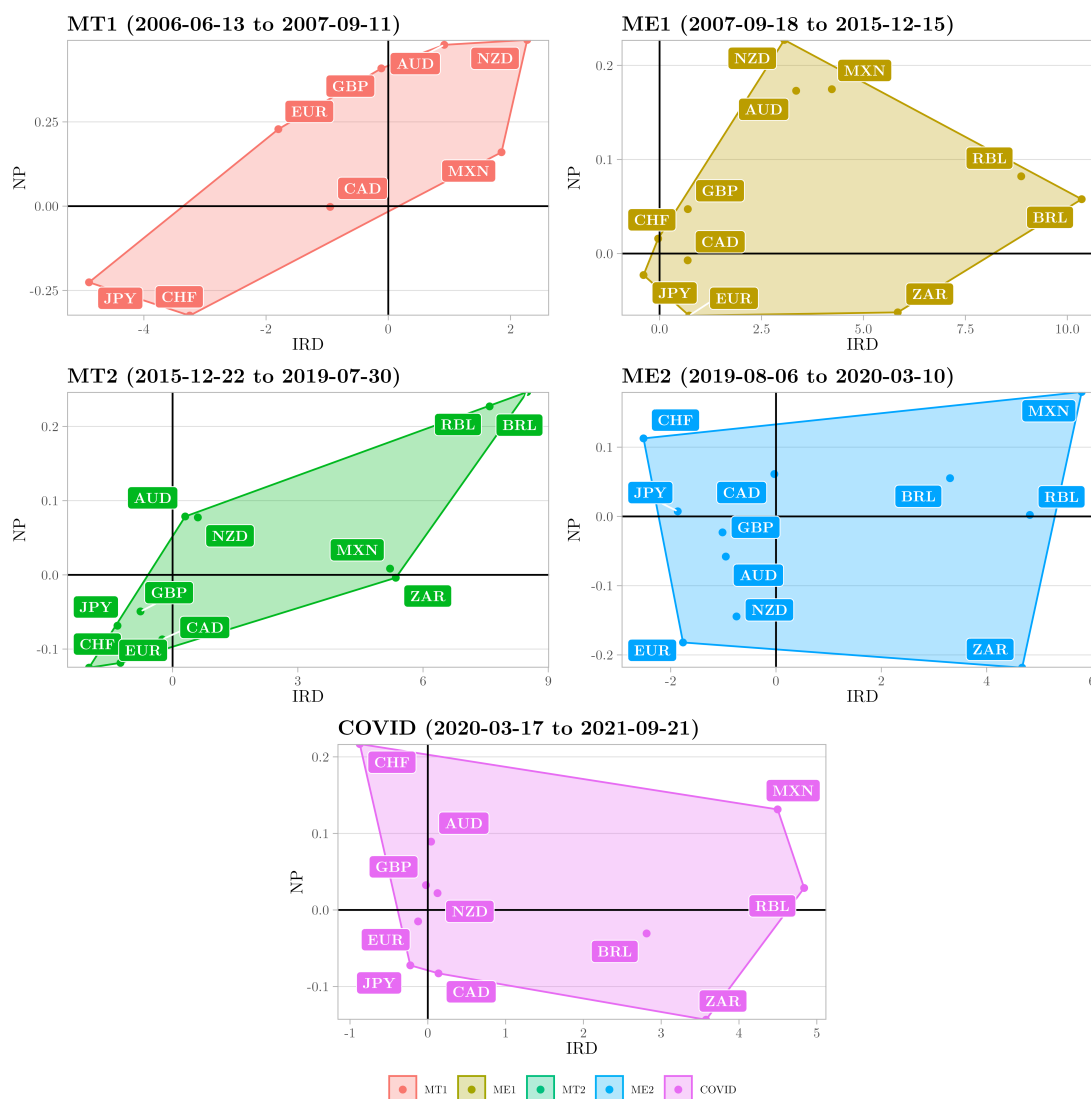 MT1 (2006-06-13 to 2007-09-11)
NP
0.25
0.00
-0.25
AUD
NZD
GBP
EUR
MXN
CAD
JPY
CHF
-4
-2
0
2
IRD
ME1 (2007-09-18 to 2015-12-15)
NP
0.2
0.1
0.0
NZD
MXN
AUD
RBL
GBP
CHF
BRL
CAD
JPY
EUR
ZAR
0.0
2.5
5.0
7.5
10.0
IRD
MT2 (2015-12-22 to 2019-07-30)
NP
0.2
0.1
0.0
-0.1
RBL
BRL
AUD
NZD
MXN
GBP
ZAR
JPY
CAD
CHF
EUR
0
3
6
9
IRD
ME2 (2019-08-06 to 2020-03-10)
NP
0.1
0.0
-0.1
-0.2
CHF
MXN
JPY
CAD
BRL
RBL
GBP
AUD
NZD
EUR
ZAR
-2
0
2
4
6
IRD
COVID (2020-03-17 to 2021-09-21)
NP
0.2
0.1
0.0
-0.1
CHF
MXN
AUD
GBP
RBL
NZD
EUR
BRL
JPY
CAD
ZAR
-1
0
1
2
3
4
5
IRD
MT1
ME1
MT2
ME2
COVID